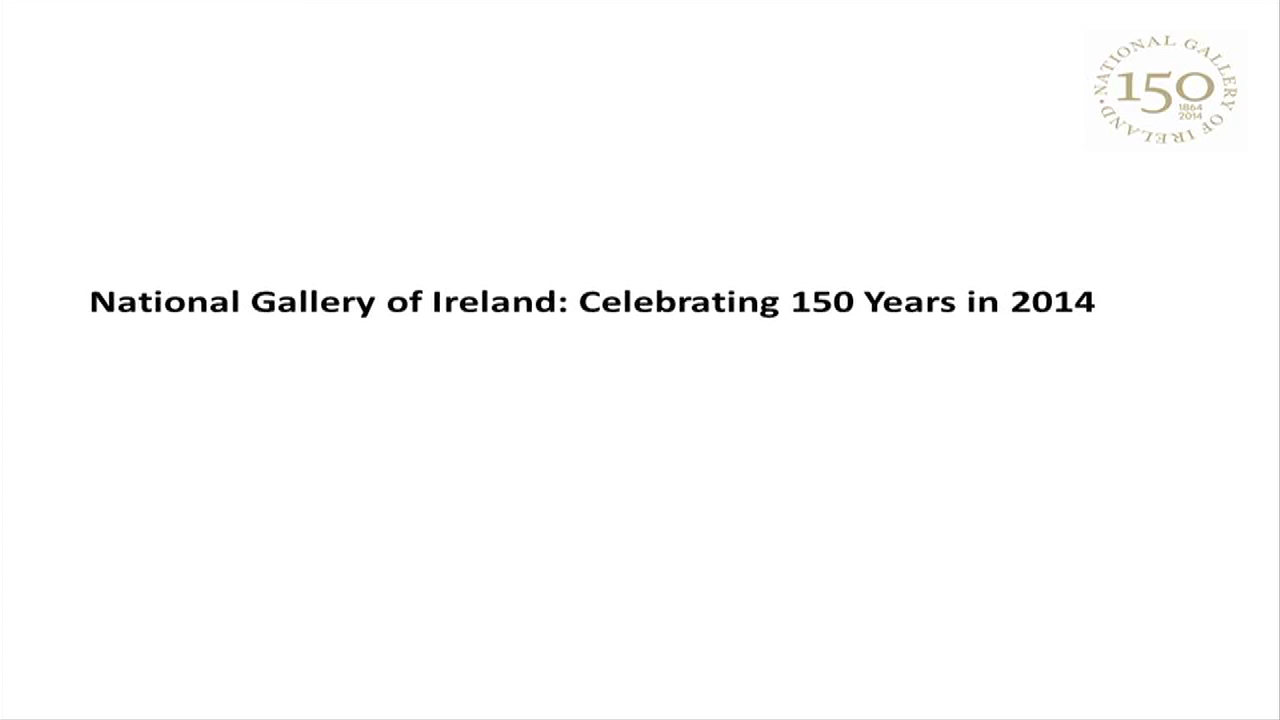 NATIONAL GALLERY OF IRELAND •
150
1864
2014
National Gallery of Ireland: Celebrating 150 Years in 2014